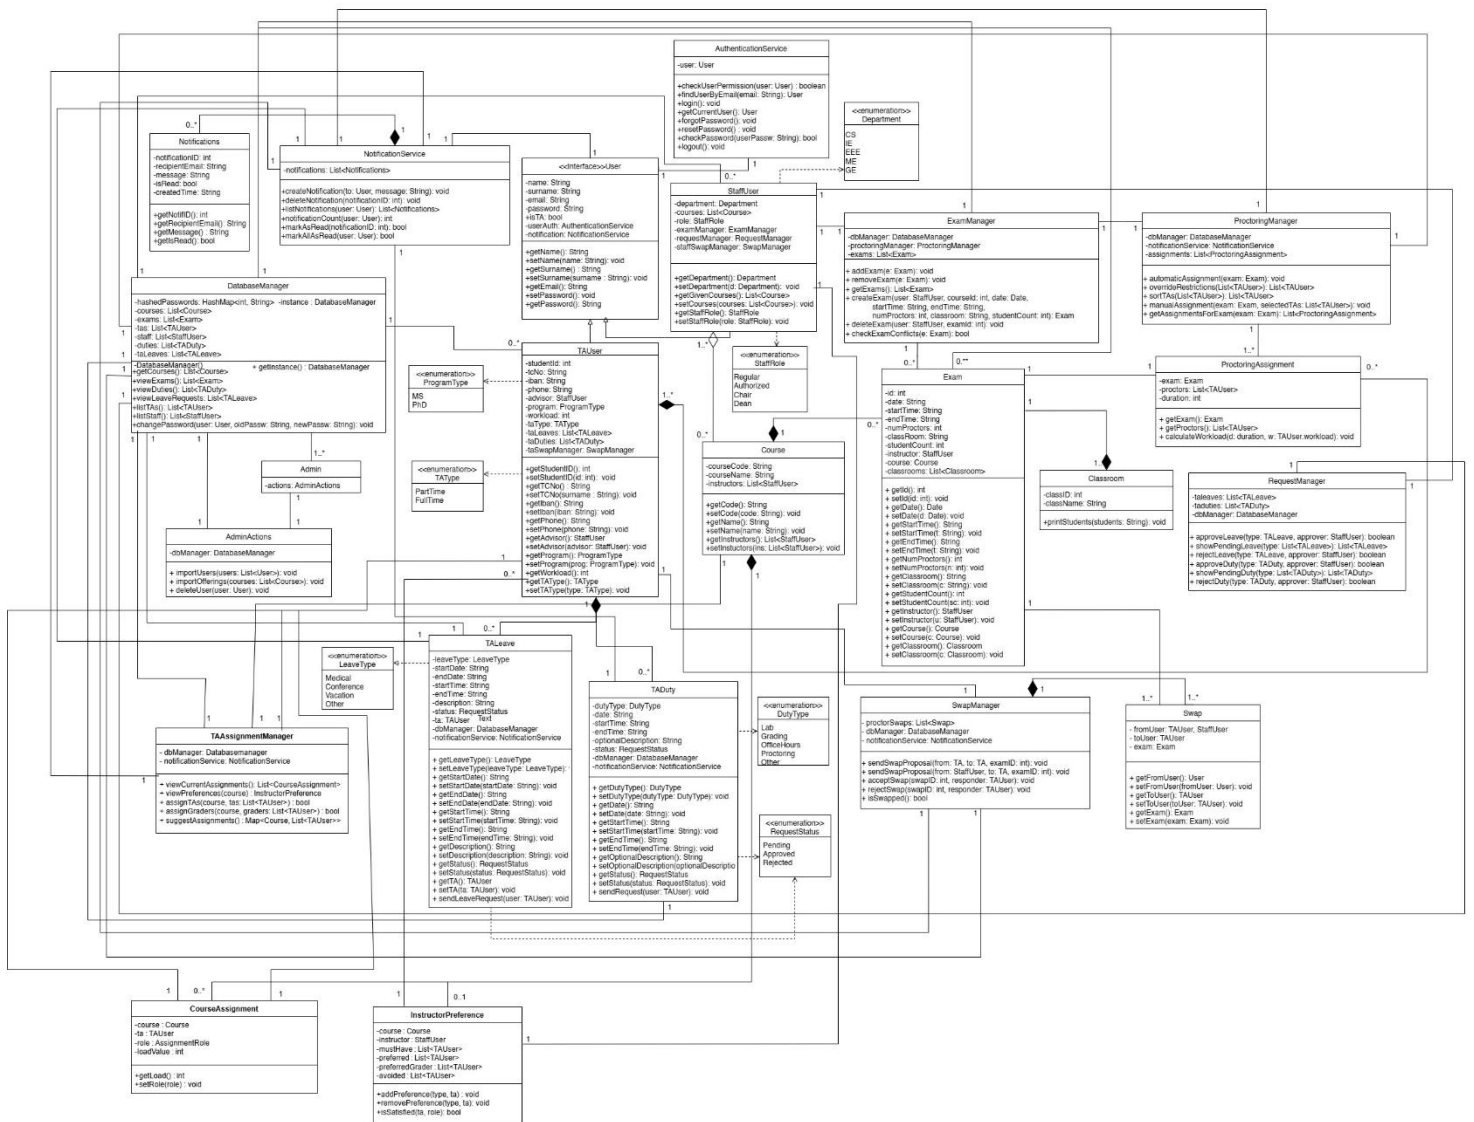 AuthenticationService
-user: User
+checkUserPermission(user: User) : boolean
+findUserByEmail(email: String): User
+login(): void
+getCurrentUser(): User
+forgotPassword(): void
+resetPassword() : void
+checkPassword(userPassw: String): bool
+logout(): void
<<enumeration>>
Department
CS
IE
EEE
ME
GE
Notifications
-notificationID: int
-recipientEmail: String
-message: String
-isRead: bool
-createdTime: String
+getNotifID(): int
+getRecipientEmail() : String
+getMessage() : String
+getIsRead(): bool
NotificationService
-notifications: List<Notifications>
+createNotification(to: User, message: String): void
+deleteNotification(notificationID: int): void
+listNotifications(user: User): List<Notifications>
+notificationCount(user: User): int
+markAsRead(notificationID: int): bool
+markAllAsRead(user: User): bool
<<Interface>>User
-name: String
-surname: String
-email: String
-password: String
-isTA: bool
-userAuth: AuthenticationService
-notification: NotificationService
+getName(): String
+setName(name: String): void
+getSurname() : String
+setSurname(surname : String): void
+getEmail(): String
+setPassword(): void
+getPassword(): String
StaffUser
-department: Department
-courses: List<Course>
-role: StaffRole
-examManager: ExamManager
-requestManager: RequestManager
-staffSwapManager: SwapManager
+getDepartment(): Department
+setDepartment(d: Department): void
+getGivenCourses(): List<Course>
+setCourses(courses: List<Course>): void
+getStaffRole(): StaffRole
+setStaffRole(role: StaffRole): void
ExamManager
-dbManager: DatabaseManager
-proctoringManager: ProctoringManager
-exams: List<Exam>
+ addExam(e: Exam): void
+ removeExam(e: Exam): void
+ getExams(): List<Exam>
+ createExam(user: StaffUser, courseId: int, date: Date,
startTime: String, endTime: String,
numProctors: int, classroom: String, studentCount: int): Exam
+ deleteExam(user: StaffUser, examId: int): void
+ checkExamConflicts(e: Exam): bool
ProctoringManager
-dbManager: DatabaseManager
-notificationService: NotificationService
-assignments: List<ProctoringAssignment>
+ automaticAssignment(exam: Exam): void
+ overrideRestrictions(List<TAUser>): List<TAUser>
+ sortTAs(List<TAUser>): List<TAUser>
+ manualAssignment(exam: Exam, selectedTAs: List<TAUser>): void
+ getAssignmentsForExam(exam: Exam): List<ProctoringAssignment>
DatabaseManager
-hashedPasswords: HashMap<int, String> -instance : DatabaseManager
-courses: List<Course>
-exams: List<Exam>
-tas: List<TAUser>
-staff: List<StaffUser>
-duties: List<TADuty>
-taLeaves: List<TALeave>
-DatabaseManager() + getInstance() : DatabaseManager
+getCourses(): List<Course>
+viewExams(): List<Exam>
+viewDuties(): List<TADuty>
+viewLeaveRequests: List<TALeave>
+listTAs(): List<TAUser>
+listStaff(): List<StaffUser>
+changePassword(user: User, oldPassw: String, newPassw: String): void
<<enumeration>>
ProgramType
MS
PhD
<<enumeration>>
TAType
PartTime
FullTime
TAUser
-studentId: int
-tcNo: String
-iban: String
-phone: String
-advisor: StaffUser
-program: ProgramType
-workload: int
-taType: TAType
-taLeaves: List<TALeave>
-taDuties: List<TADuty>
-taSwapManager: SwapManager
+getStudentID(): int
+setStudentID(id: int): void
+getTCNo() : String
+setTCNo(surname : String) : void
+getIban(): String
+setIban(iban: String): void
+getPhone(): String
+setPhone(phone: String): void
+getAdvisor(): StaffUser
+setAdvisor(advisor: StaffUser): void
+getProgram(): ProgramType
+setProgram(prog: ProgramType): void
+getWorkload(): int
+getTAType(): TAType
+setTAType(type: TAType): void
<<enumeration>>
StaffRole
Regular
Authorized
Chair
Dean
Exam
-id: int
-date: String
-startTime: String
-endTime: String
-numProctors: int
-classRoom: String
-studentCount: int
-instructor: StaffUser
-course: Course
-classrooms: List<Classroom>
+ getId(): int
+ setId(id: int): void
+ getDate(): Date
+ setDate(d: Date): void
+ getStartTime(): String
+ setStartTime(t: String): void
+ getEndTime(): String
+ setEndTime(t: String): void
+ getNumProctors(): int
+ setNumProctors(n: int): void
+ getClassroom(): String
+ setClassroom(c: String): void
+ getStudentCount(): int
+ setStudentCount(sc: int): void
+ getInstructor(): StaffUser
+ setInstructor(u: StaffUser): void
+ getCourse(): Course
+ setCourse(c: Course): void
+ getClassroom(): Classroom
+ setClassroom(c: Classroom): void
ProctoringAssignment
-exam: Exam
-proctors: List<TAUser>
-duration: int
+ getExam(): Exam
+ getProctors(): List<TAUser>
+ calculateWorkload(d: duration, w: TAUser.workload): void
Admin
-actions: AdminActions
AdminActions
-dbManager: DatabaseManager
+ importUsers(users: List<User>): void
+ importOfferings(courses: List<Course>): void
+ deleteUser(user: User): void
Course
-courseCode: String
-courseName: String
-instructors: List<StaffUser>
+getCode(): String
+setCode(code: String): void
+getName(): String
+setName(name: String): void
+getInstructors(): List<StaffUser>
+setInstuctors(ins: List<StaffUser>): void
Classroom
-classID: int
-className: String
+printStudents(students: String): void
RequestManager
-taleaves: List<TALeave>
-taduties: List<TADuty>
-dbManager: DatabaseManager
+ approveLeave(type: TALeave, approver: StaffUser): boolean
+ showPendingLeave(type: List<TALeave>): List<TALeave>
+ rejectLeave(type: TALeave, approver: StaffUser): boolean
+ approveDuty(type: TADuty, approver: StaffUser): boolean
+ showPendingDuty(type: List<TADuty>): List<TADuty>
+ rejectDuty(type: TADuty, approver: StaffUser): boolean
<<enumeration>>
LeaveType
Medical
Conference
Vacation
Other
TALeave
-leaveType: LeaveType
-startDate: String
-endDate: String
-startTime: String
-endTime: String
-description: String
-status: RequestStatus
-ta: TAUser Text
-dbManager: DatabaseManager
-notificationService: NotificationService
+ getLeaveType(): LeaveType
+ setLeaveType(leaveType: LeaveType):
+ getStartDate(): String
+ setStartDate(startDate: String): void
+ getEndDate(): String
+ setEndDate(endDate: String): void
+ getStartTime(): String
+ setStartTime(startTime: String): void
+ getEndTime(): String
+ setEndTime(endTime: String): void
+ getDescription(): String
+ setDescription(description: String): void
+ getStatus(): RequestStatus
+ setStatus(status: RequestStatus): void
+ getTA(): TAUser
+ setTA(ta: TAUser): void
+ sendLeaveRequest(user: TAUser): void
TADuty
-dutyType: DutyType
-date: String
-startTime: String
-endTime: String
-optionalDescription: String
-status: RequestStatus
-dbManager: DatabaseManager
-notificationService: NotificationService
+ getDutyType(): DutyType
+ setDutyType(dutyType: DutyType): void
+ getDate(): String
+ setDate(date: String): void
+ getStartTime(): String
+ setStartTime(startTime: String): void
+ getEndTime(): String
+ setEndTime(endTime: String): void
+ getOptionalDescription(): String
+ setOptionalDescription(optionalDescriptio
+ getStatus(): RequestStatus
+ setStatus(status: RequestStatus): void
+ sendRequest(user: TAUser): void
<<enumeration>>
DutyType
Lab
Grading
OfficeHours
Proctoring
Other
<<enumeration>>
RequestStatus
Pending
Approved
Rejected
SwapManager
- proctorSwaps: List<Swap>
- dbManager: DatabaseManager
- notificationService: NotificationService
+ sendSwapProposal(from: TA, to: TA, examID: int): void
+ sendSwapProposal(from: StaffUser, to: TA, examID: int): void
+ acceptSwap(swapID: int, responder: TAUser): void
+ rejectSwap(swapID: int, responder: TAUser): void
+ isSwapped(): bool
Swap
- fromUser: TAUser, StaffUser
- toUser: TAUser
- exam: Exam
+ getFromUser(): User
+ setFromUser(fromUser: User): void
+ getToUser(): TAUser
+ setToUser(toUser: TAUser): void
+ getExam(): Exam
+ setExam(exam: Exam): void
TAAssignmentManager
- dbManager: Databasemanager
- notificationService: NotificationService
+ viewCurrentAssignments(): List<CourseAssignment>
+ viewPreferences(course) : InstructorPreference
+ assignTAs(course, tas: List<TAUser>) : bool
+ assignGraders(course, graders: List<TAUser>) : bool
+ suggestAssignments() : Map<Course, List<TAUser>>
CourseAssignment
-course : Course
-ta : TAUser
-role : AssignmentRole
-loadValue : int
+getLoad() : int
+setRole(role) : void
InstructorPreference
-course : Course
-instructor : StaffUser
-mustHave : List<TAUser>
-preferred : List<TAUser>
-preferredGrader : List<TAUser>
-avoided : List<TAUser>
+addPreference(type, ta) : void
+removePreference(type, ta): void
+isSatisfied(ta, role): bool